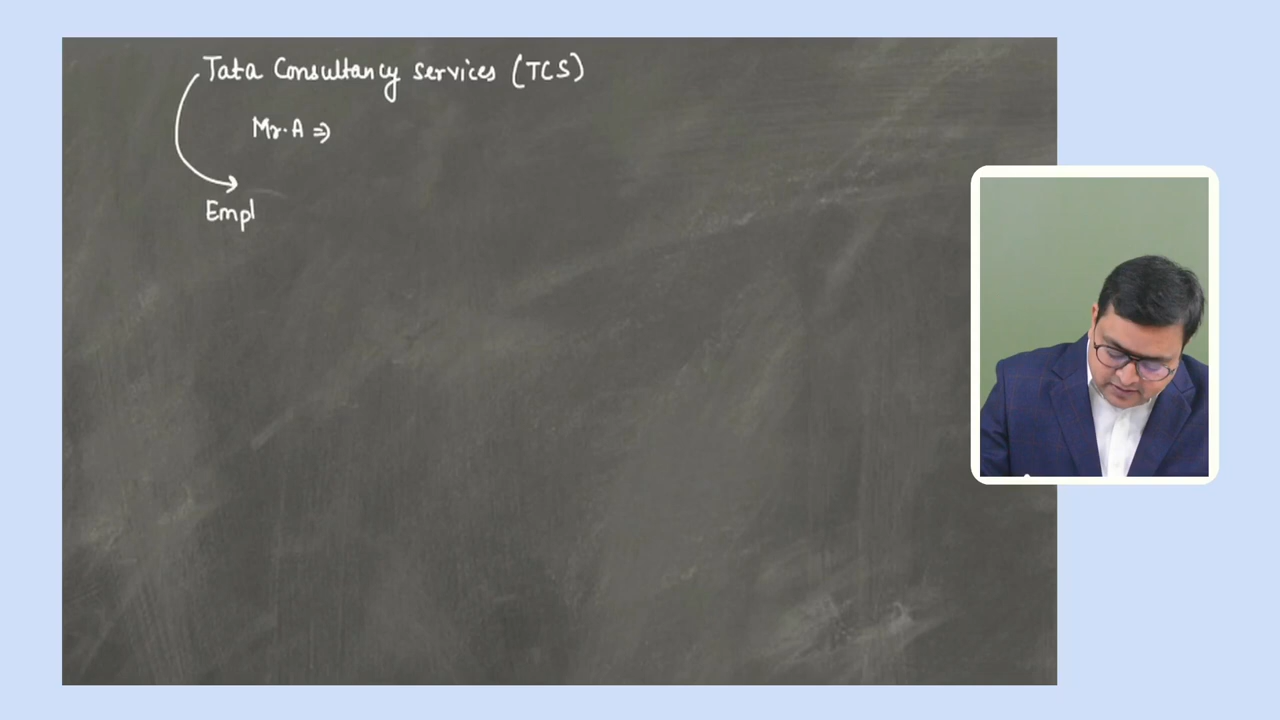 Tata Consultancy Services (TCS)
Mr. A ⇒
Empl